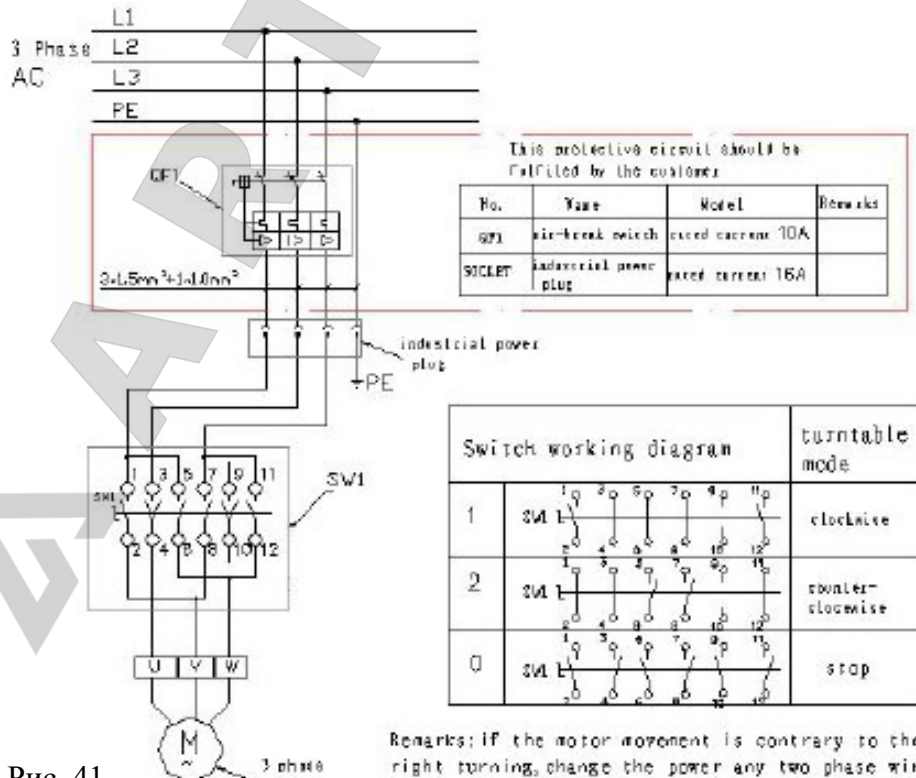 L1
3 Phase L2
AC L3
PE
This protective circuit should be
fulfilled by the customer
QF1
No. Name Model Remarks
QF1 air-break switch rated current 10A
SOCLET industrial power plug rated current 16A
3×1.5mm²+1×1.0mm²
industrial power
plug
PE
Switch working diagram turntable mode
SW1
1 3 5 7 9 11
SW1
2 4 6 8 10 12
1 SW1 clockwise
2 SW1 counter-clockwise
0 SW1 stop
U V W
M
~
3 phase
Remarks: if the motor movement is contrary to the
right turning, change the power any two phase wir
Рис. 41